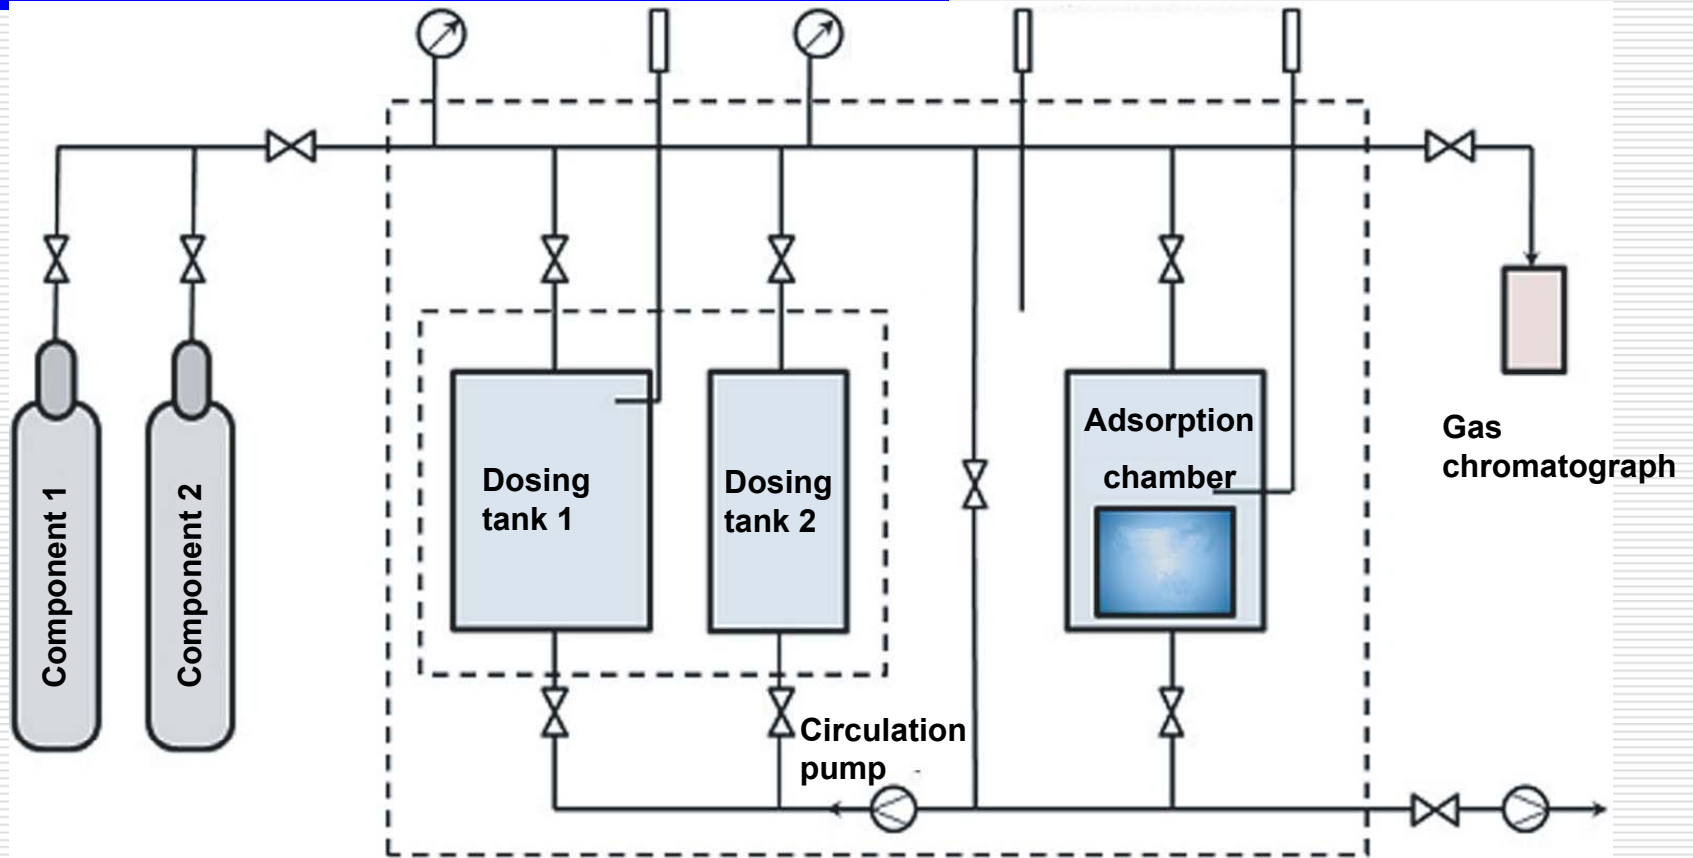 Component 1
Component 2
Dosing
tank 1
Dosing
tank 2
Adsorption
chamber
Circulation
pump
Gas
chromatograph